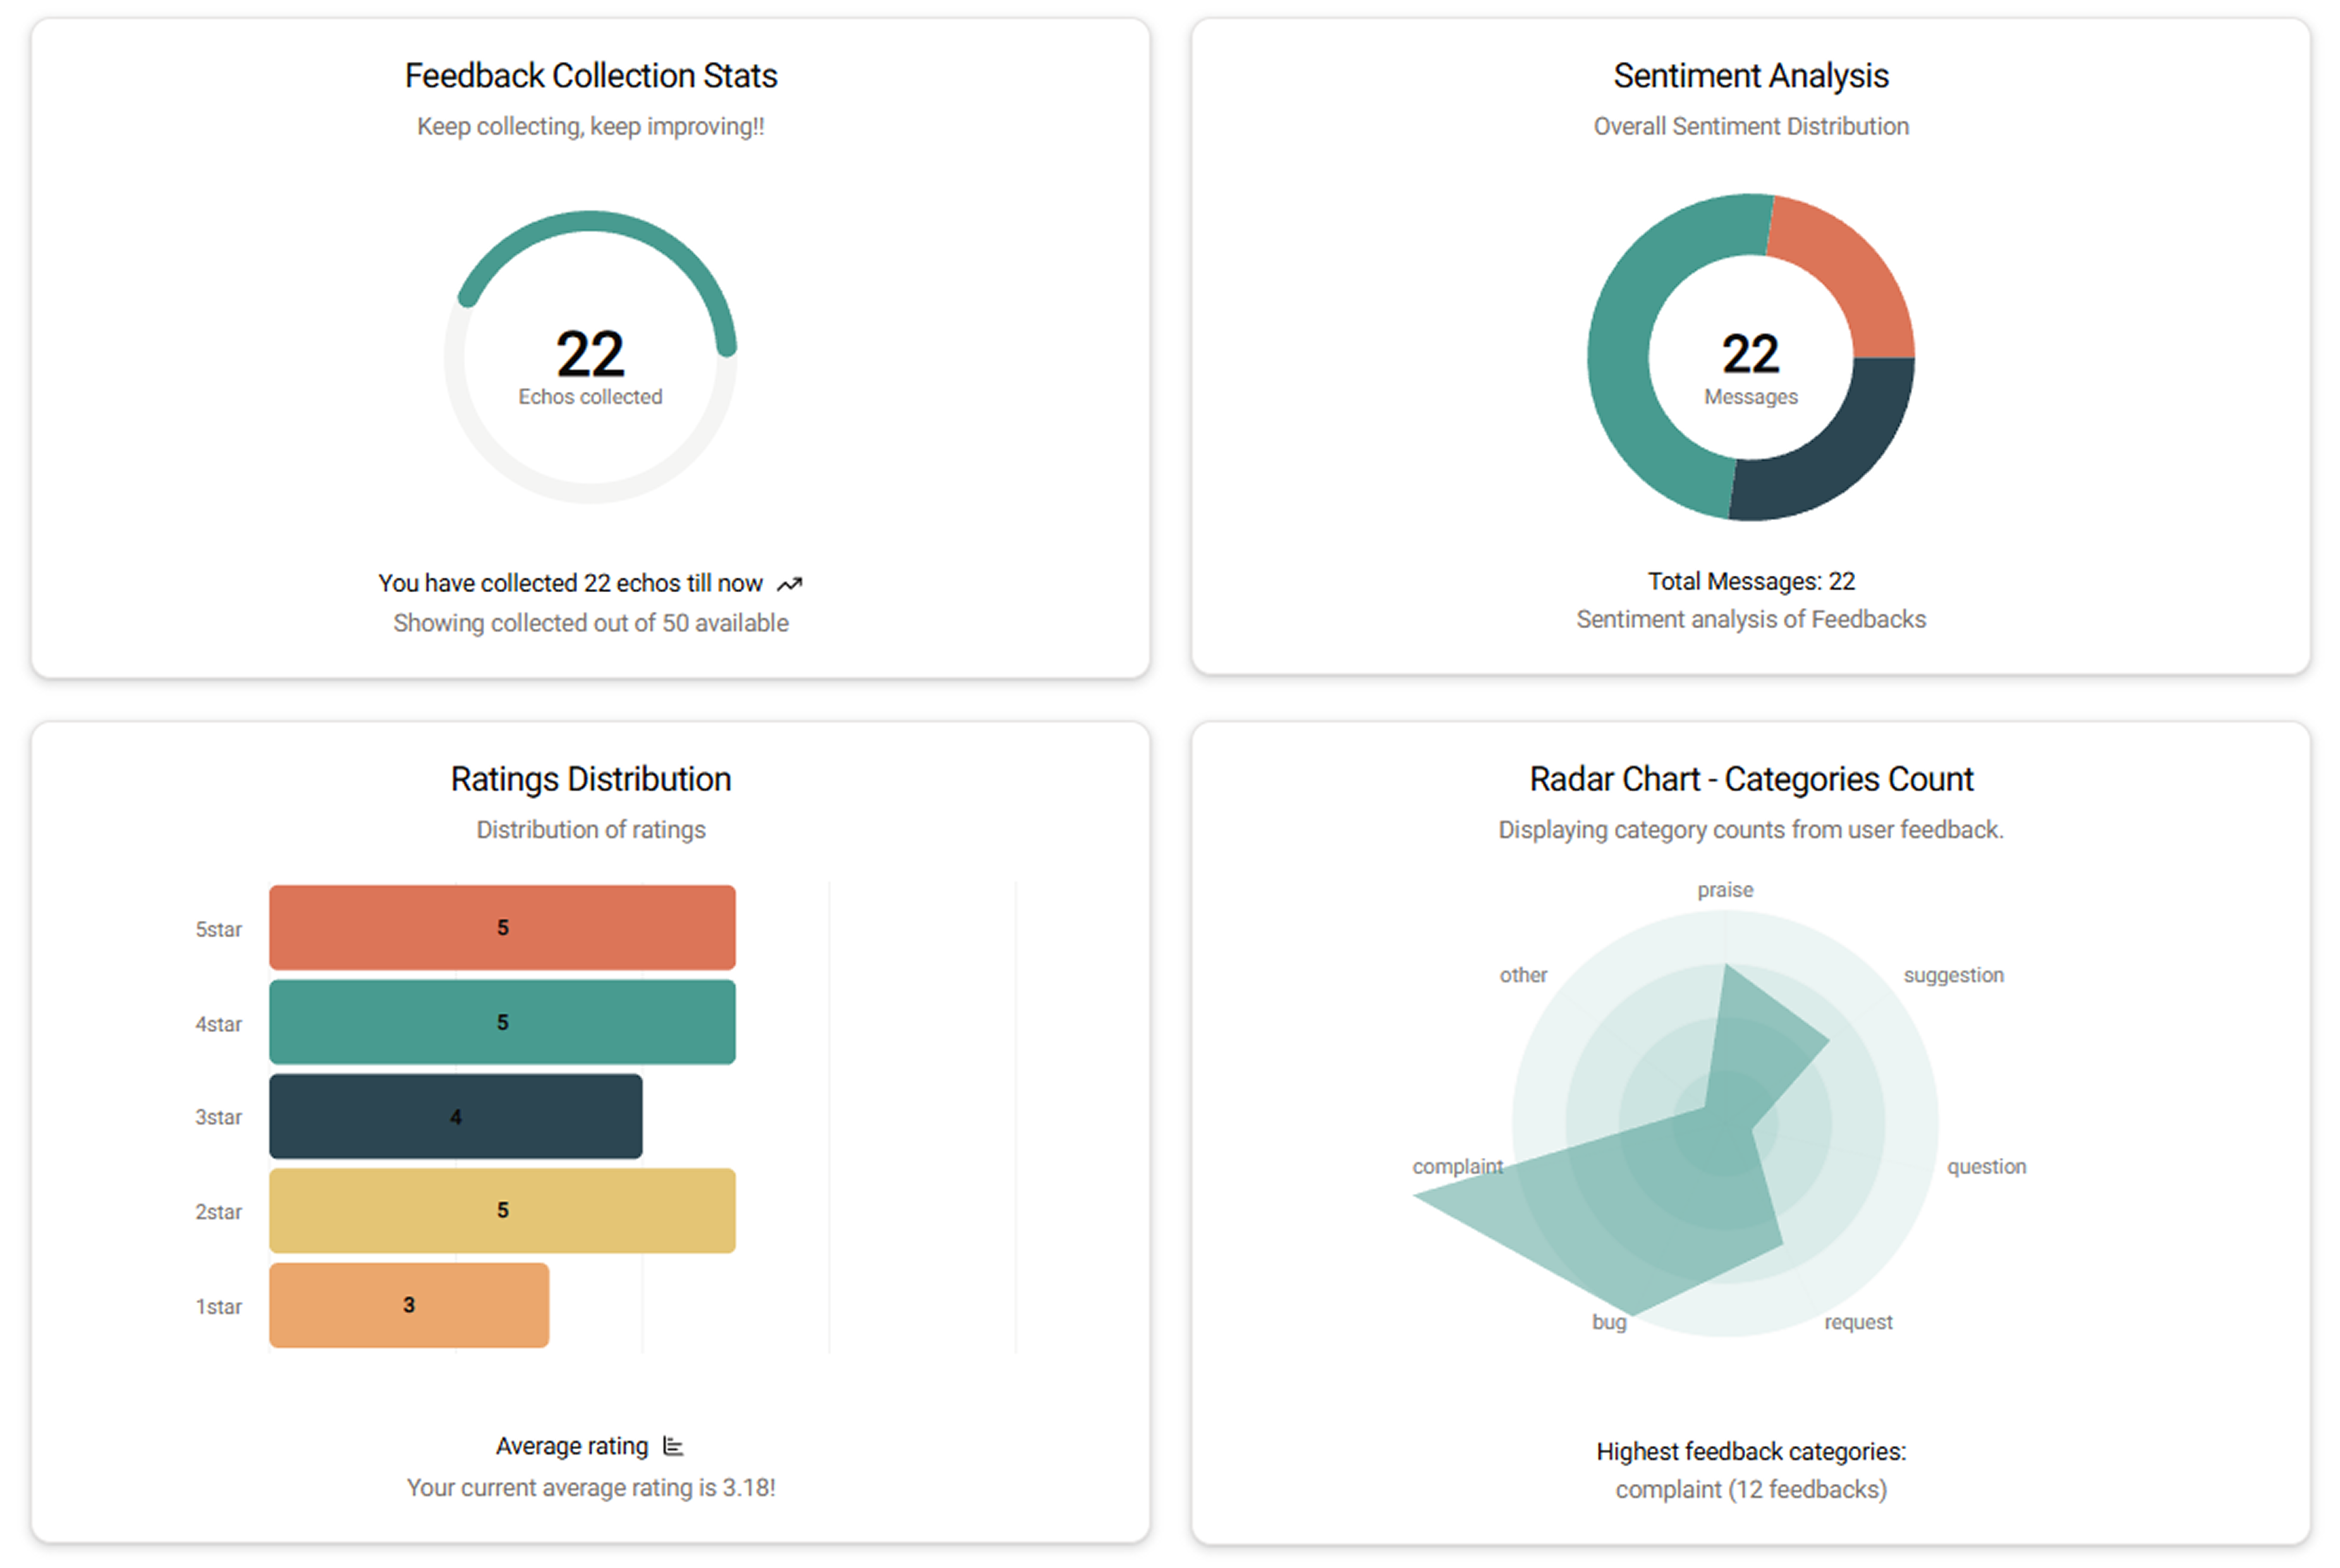 Feedback Collection Stats
Keep collecting, keep improving!!
22
Echos collected
You have collected 22 echos till now
Showing collected out of 50 available
Sentiment Analysis
Overall Sentiment Distribution
22
Messages
Total Messages: 22
Sentiment analysis of Feedbacks
Ratings Distribution
Distribution of ratings
5star 5
4star 5
3star 4
2star 5
1star 3
Average rating
Your current average rating is 3.18!
Radar Chart - Categories Count
Displaying category counts from user feedback.
praise
other
suggestion
complaint
question
bug
request
Highest feedback categories:
complaint (12 feedbacks)